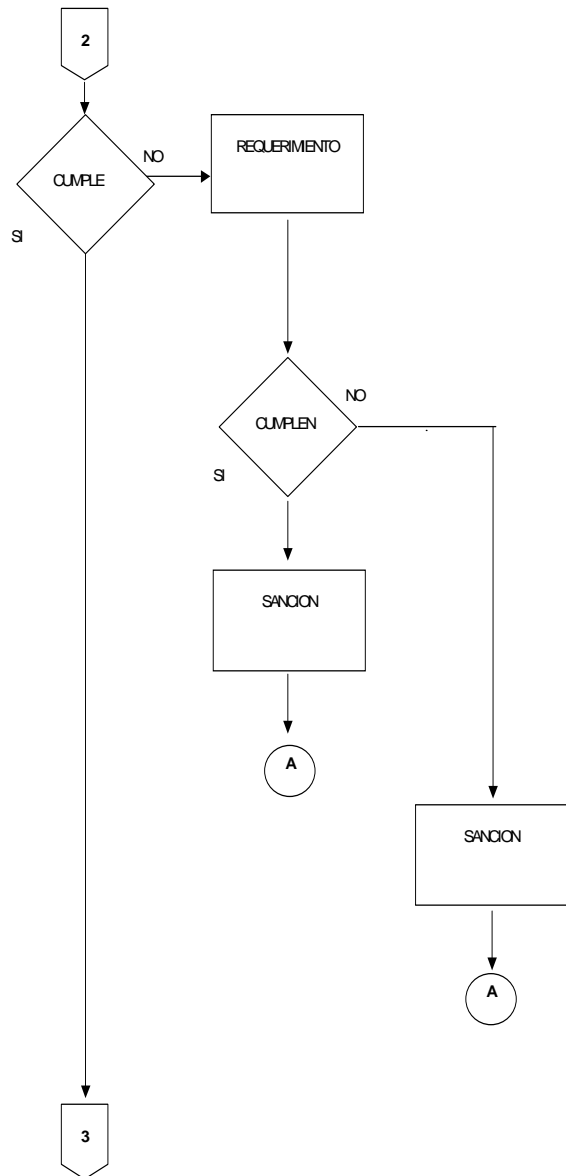 2
REQUERIMIENTO
NO
CUMPLE
SI
NO
CUMPLEN
SI
SANCION
A
SANCION
A
3